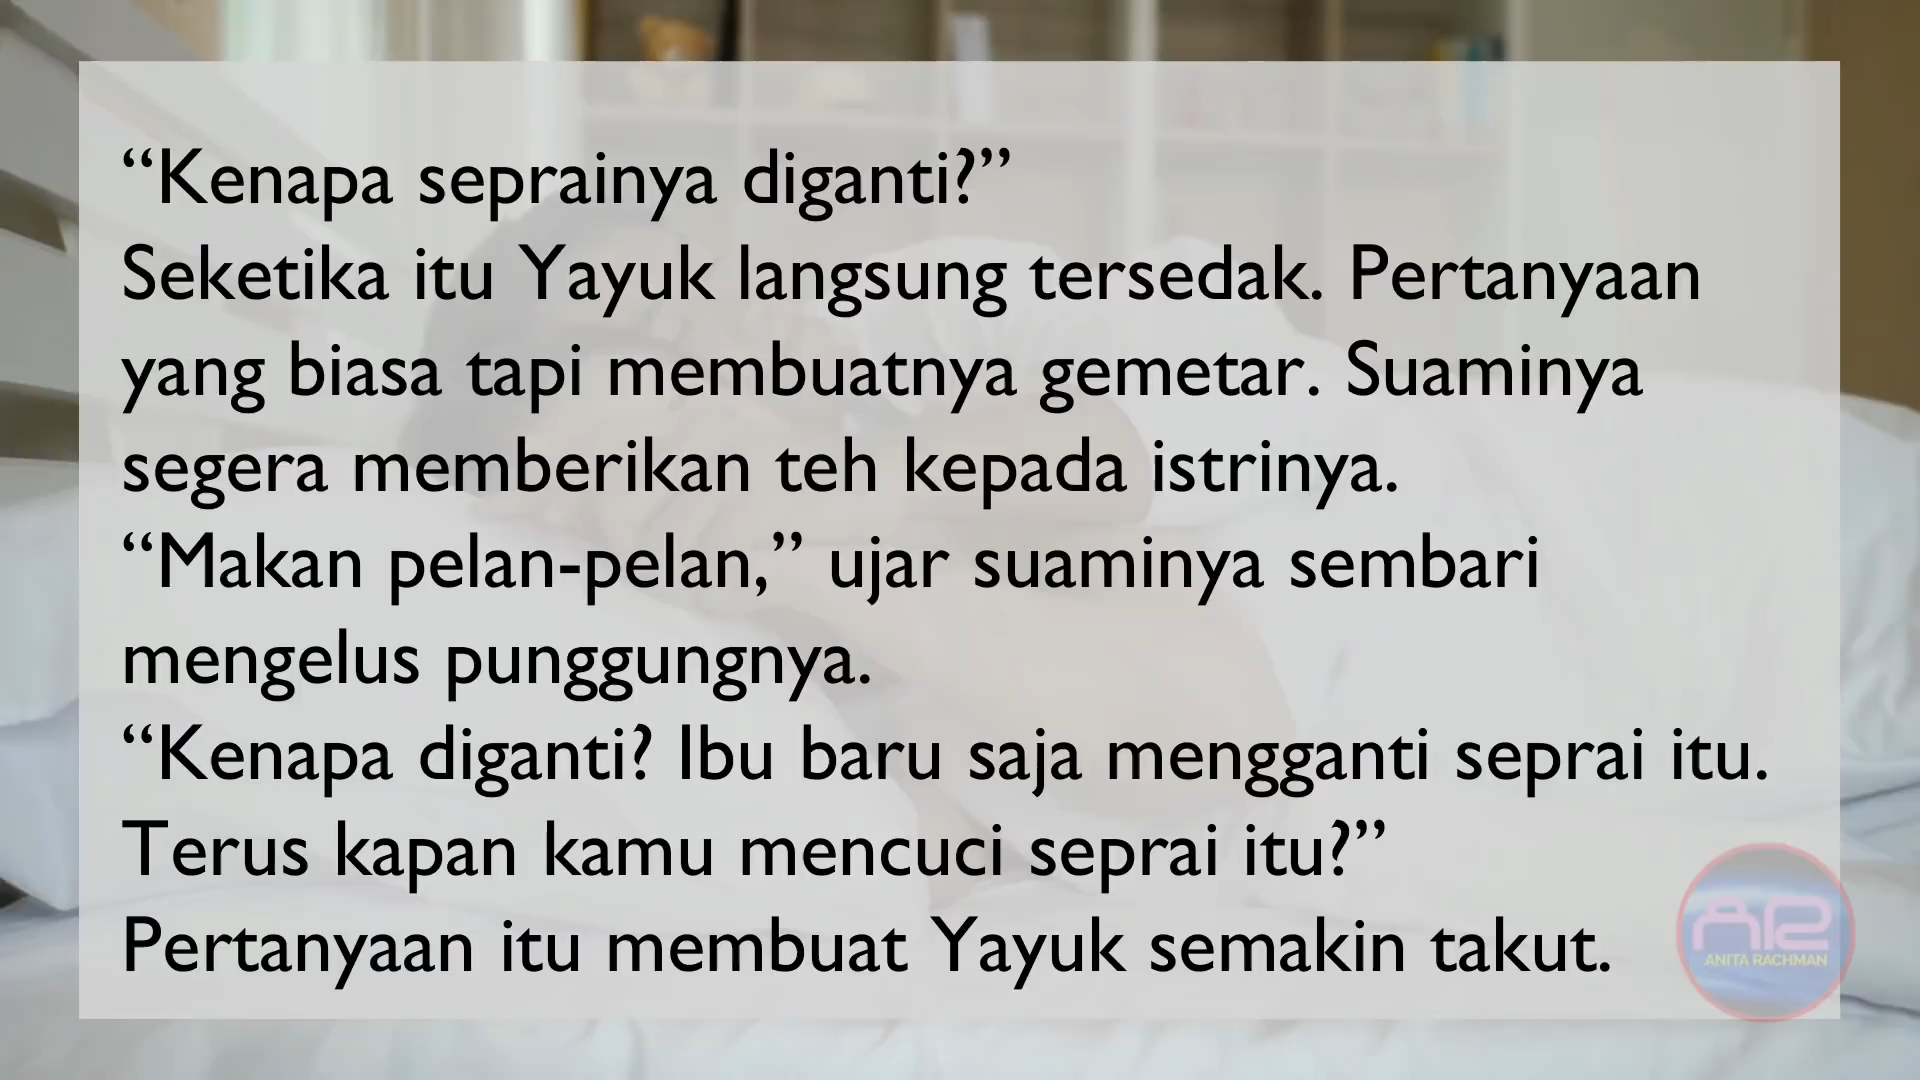 “Kenapa seprainya diganti?”
Seketika itu Yayuk langsung tersedak. Pertanyaan
yang biasa tapi membuatnya gemetar. Suaminya
segera memberikan teh kepada istrinya.
“Makan pelan-pelan,” ujar suaminya sembari
mengelus punggungnya.
“Kenapa diganti? Ibu baru saja mengganti seprai itu.
Terus kapan kamu mencuci seprai itu?”
Pertanyaan itu membuat Yayuk semakin takut.
AR
ANITA RACHMAN